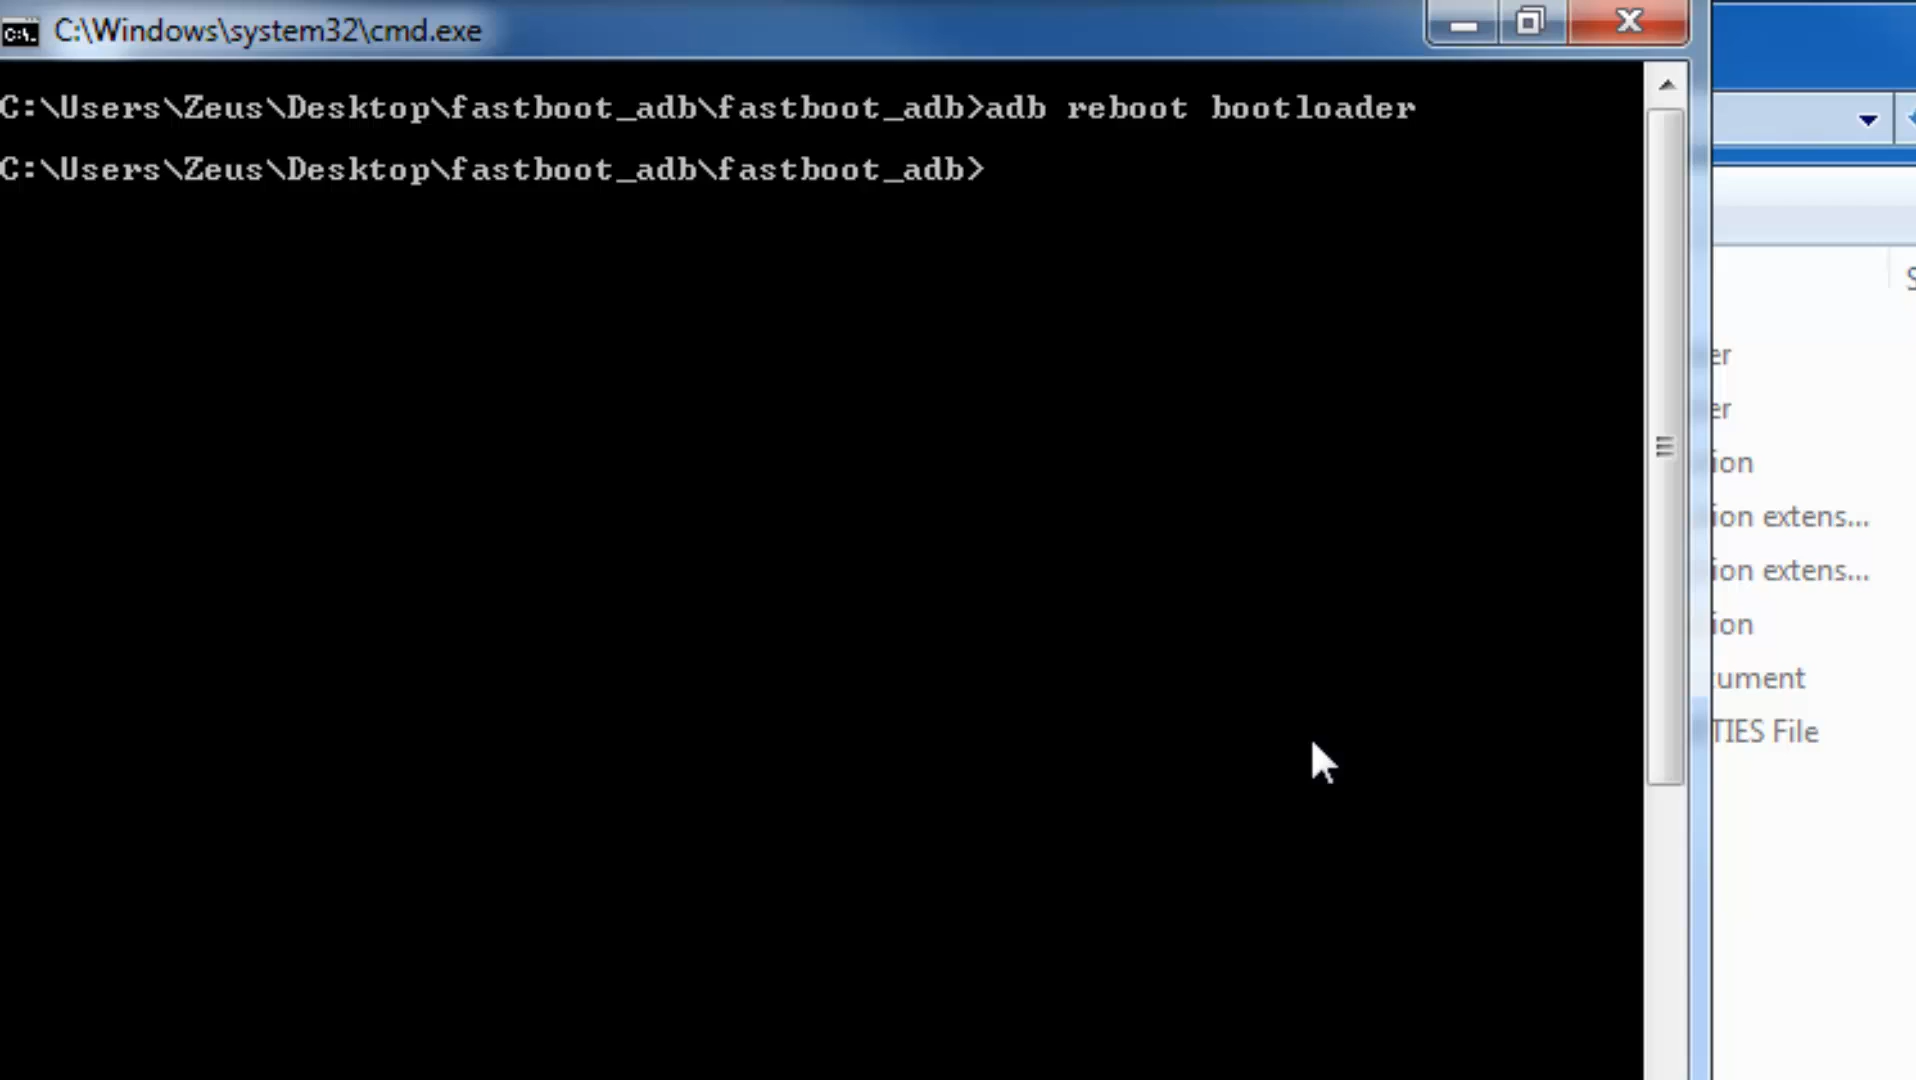 C:\Windows\system32\cmd.exe
C:\Users\Zeus\Desktop\fastboot_adb\fastboot_adb>adb reboot bootloader
C:\Users\Zeus\Desktop\fastboot_adb\fastboot_adb>
S
er
er
ion
ion extens...
ion extens...
ion
cument
TIES File